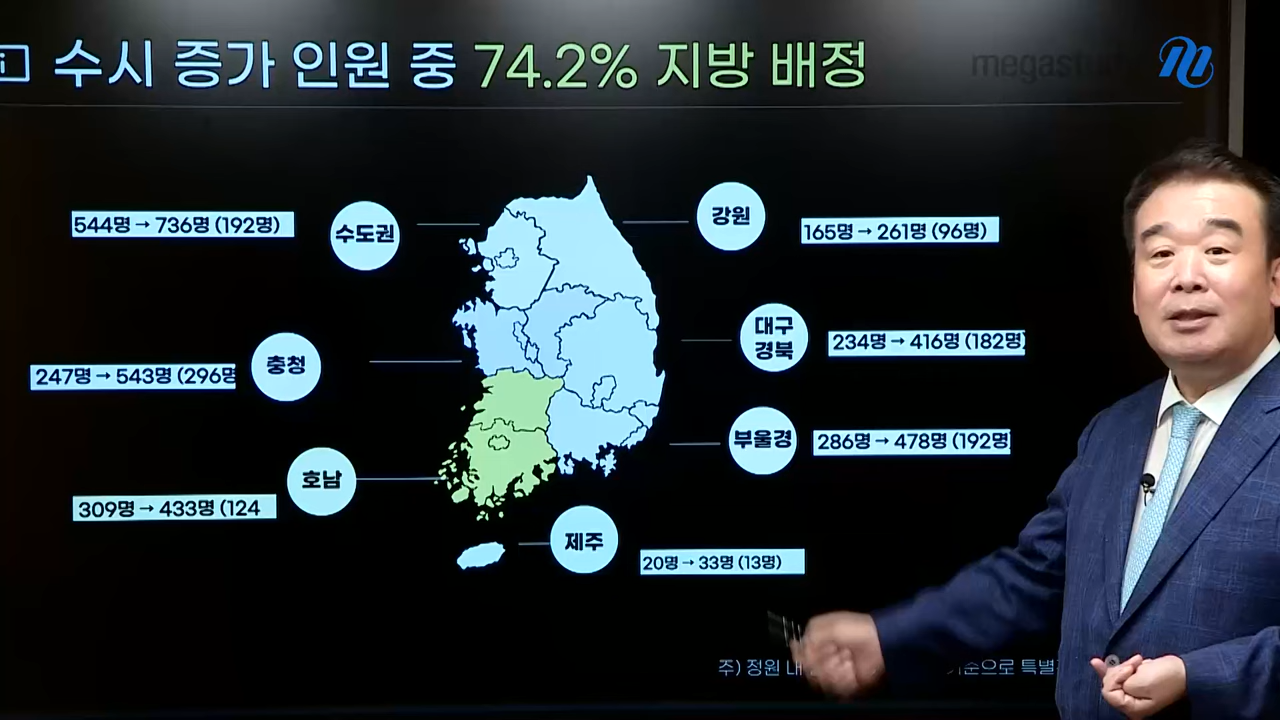 수시 증가 인원 중 74.2% 지방 배정
megast
수도권
544명 → 736명 (192명)
강원
165명 → 261명 (96명)
대구
경북
234명 → 416명 (182명)
충청
247명 → 543명 (296명
부울경
286명 → 478명 (192명
호남
309명 → 433명 (124
제주
20명 → 33명 (13명)
주) 정원 내
기준으로 특별